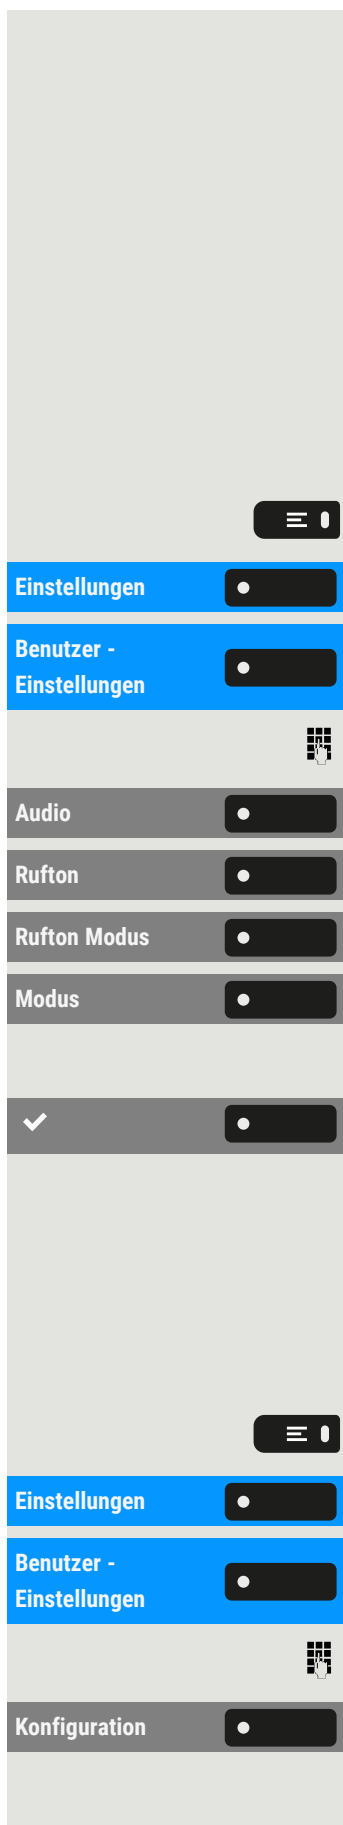 Einstellungen
Benutzer -
Einstellungen
Audio
Rufton
Rufton Modus
Modus
Einstellungen
Benutzer -
Einstellungen
Konfiguration